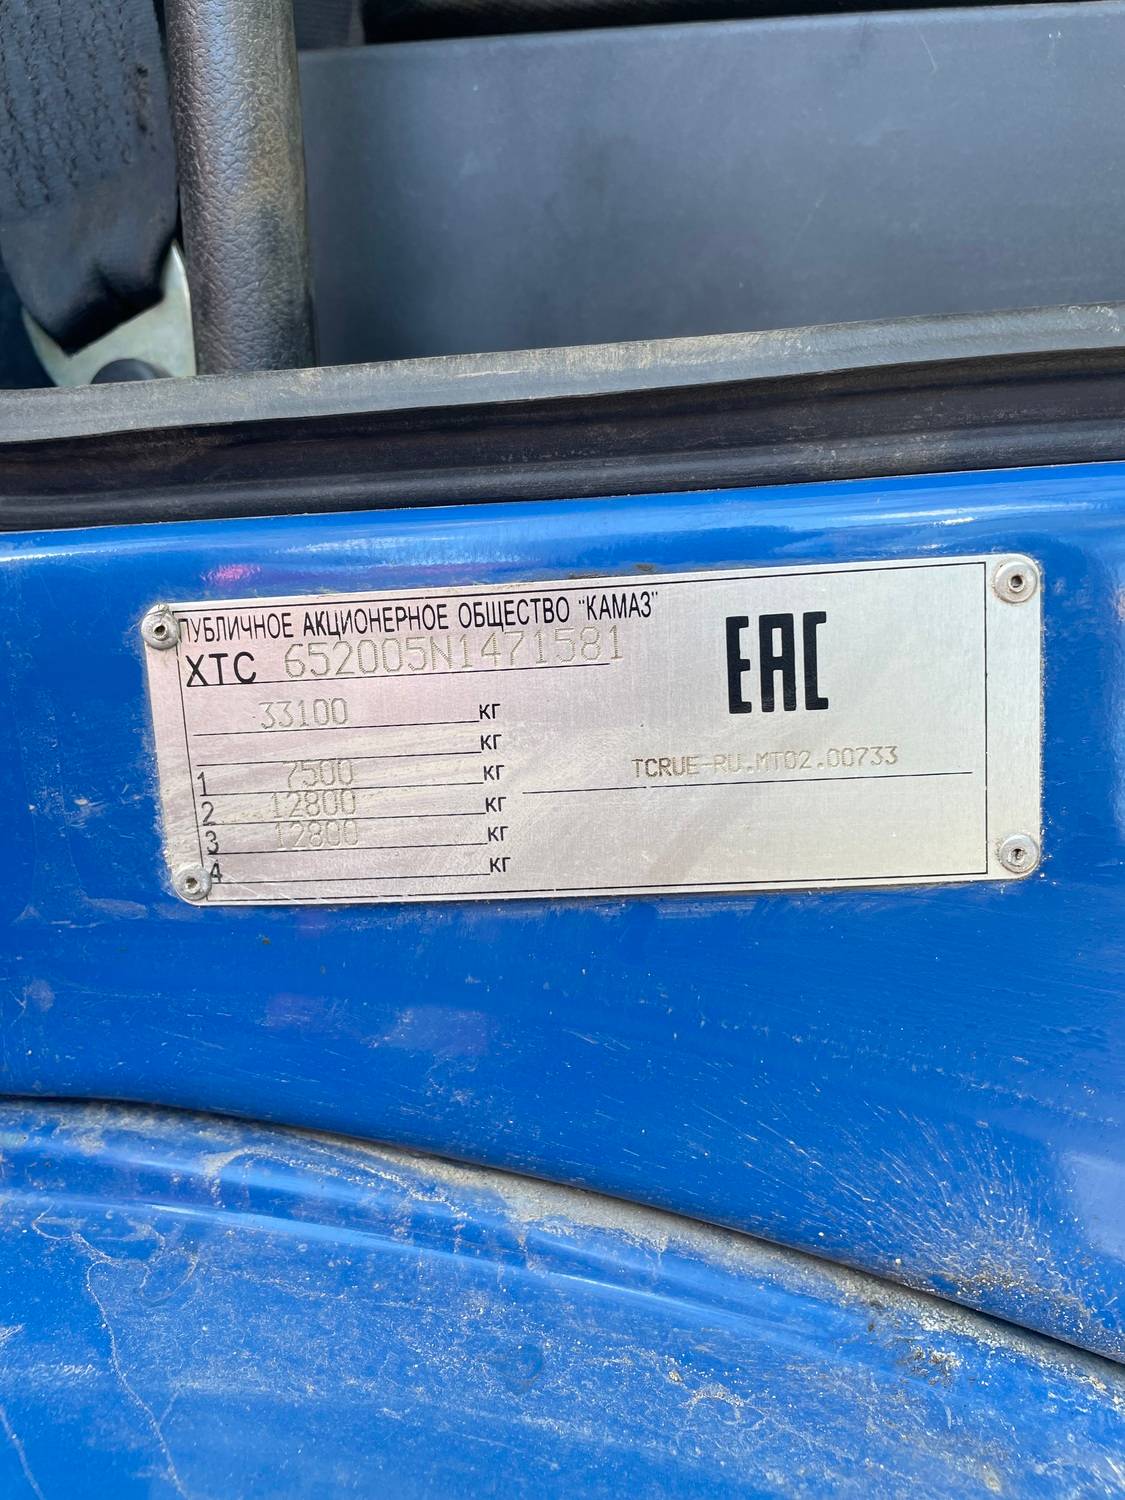 ПУБЛИЧНОЕ АКЦИОНЕРНОЕ ОБЩЕСТВО "КАМАЗ"
XTC 652005N1471581
33100 КГ
КГ
1 7500 КГ
2 12800 КГ
3 12800 КГ
4 КГ
EAC
TCRUE-RU.MT02.00733